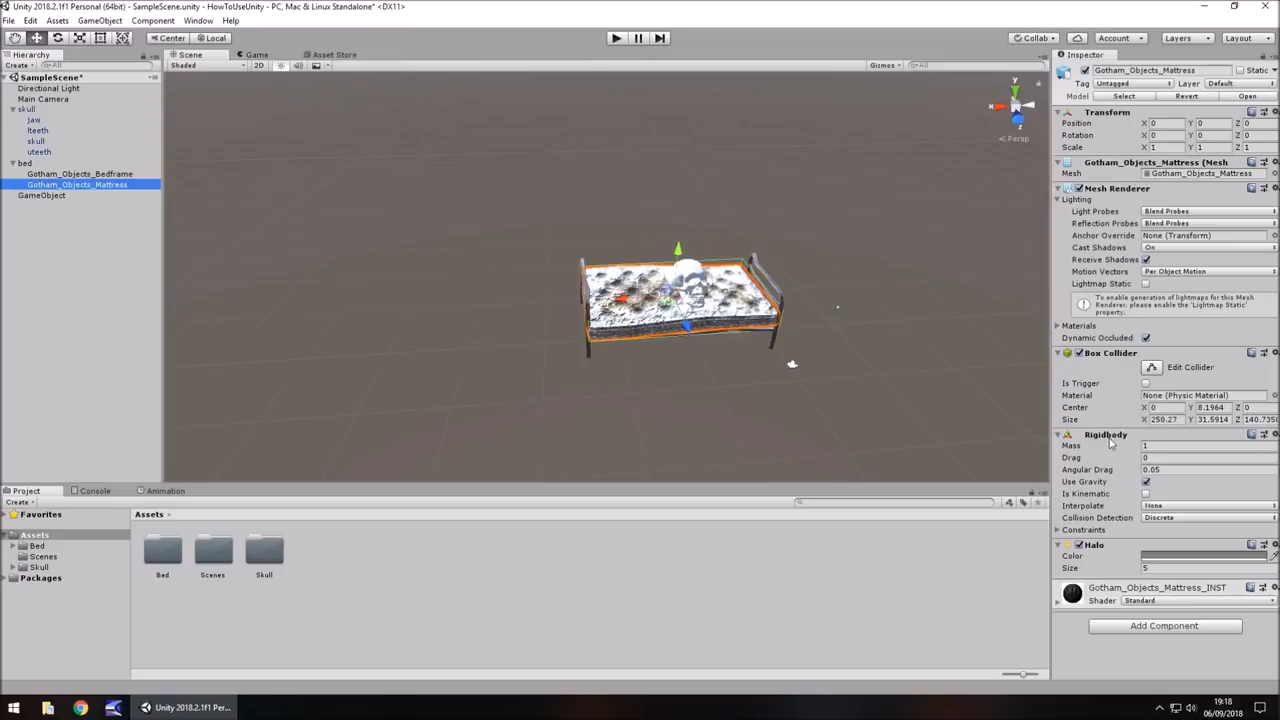 Unity 2018.2.1f1 Personal (64bit) - SampleScene.unity - HowToUseUnity - PC, Mac & Linux Standalone* <DX11>
File Edit Assets GameObject Component Window Help
Center Local Collab Account Layers Layout
Hierarchy
Create All
SampleScene*
Directional Light
Main Camera
skull
jaw
lteeth
skull
uteeth
bed
Gotham_Objects_Bedframe
Gotham_Objects_Mattress
GameObject
Scene Game Asset Store
Shaded 2D Gizmos All
y
x
z
Persp
Inspector
Gotham_Objects_Mattress Static
Tag Untagged Layer Default
Model Select Revert Open
Transform
Position X 0 Y 0 Z 0
Rotation X 0 Y 0 Z 0
Scale X 1 Y 1 Z 1
Gotham_Objects_Mattress (Mesh
Mesh Gotham_Objects_Mattress
Mesh Renderer
Lighting
Light Probes Blend Probes
Reflection Probes Blend Probes
Anchor Override None (Transform)
Cast Shadows On
Receive Shadows
Motion Vectors Per Object Motion
Lightmap Static
To enable generation of lightmaps for this Mesh
Renderer, please enable the 'Lightmap Static'
property.
Materials
Dynamic Occluded
Box Collider
Edit Collider
Is Trigger
Material None (Physic Material)
Center X 0 Y 8.1964 Z 0
Size X 250.27 Y 31.5914 Z 140.735
Rigidbody
Mass 1
Drag 0
Angular Drag 0.05
Use Gravity
Is Kinematic
Interpolate None
Collision Detection Discrete
Constraints
Halo
Color
Size 5
Gotham_Objects_Mattress_INST
Shader Standard
Add Component
Project Console Animation
Create
Favorites
Assets
Bed
Scenes
Skull
Packages
Assets
Bed Scenes Skull
Unity 2018.2.1f1 Per...
19:18
06/09/2018